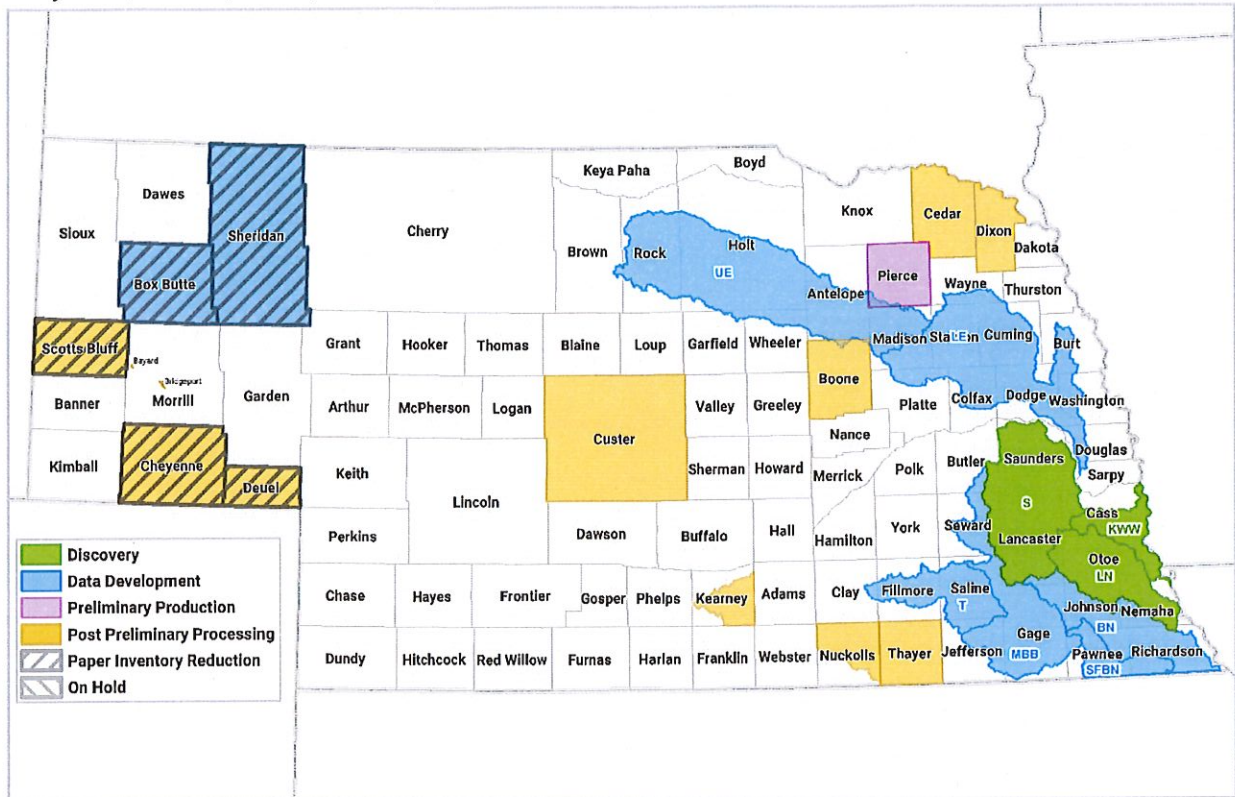 Boyd
Keya Paha
Dawes
Knox
Cedar
Dixon
Sioux
Sheridan
Cherry
Brown
Rock
Holt
Dakota
Box Butte
UE
Pierce
Wayne
Thurston
Antelope
Scotts Bluff
Grant
Hooker
Thomas
Blaine
Loup
Garfield
Wheeler
Madison
Stanton
LE
Cuming
Burt
Bayard
Bridgeport
Boone
Banner
Morrill
Garden
Arthur
McPherson
Logan
Custer
Valley
Greeley
Platte
Colfax
Dodge
Washington
Nance
Kimball
Cheyenne
Deuel
Keith
Lincoln
Sherman
Howard
Merrick
Polk
Butler
Saunders
Douglas
Sarpy
S
Cass
KWW
Perkins
Dawson
Buffalo
Hall
Hamilton
York
Seward
Lancaster
Otoe
LN
Chase
Hayes
Frontier
Gosper
Phelps
Kearney
Adams
Clay
Fillmore
Saline
T
Johnson
Nemaha
BN
Dundy
Hitchcock
Red Willow
Furnas
Harlan
Franklin
Webster
Nuckolls
Thayer
Jefferson
Gage
MBB
Pawnee
SFBN
Richardson
Discovery
Data Development
Preliminary Production
Post Preliminary Processing
Paper Inventory Reduction
On Hold